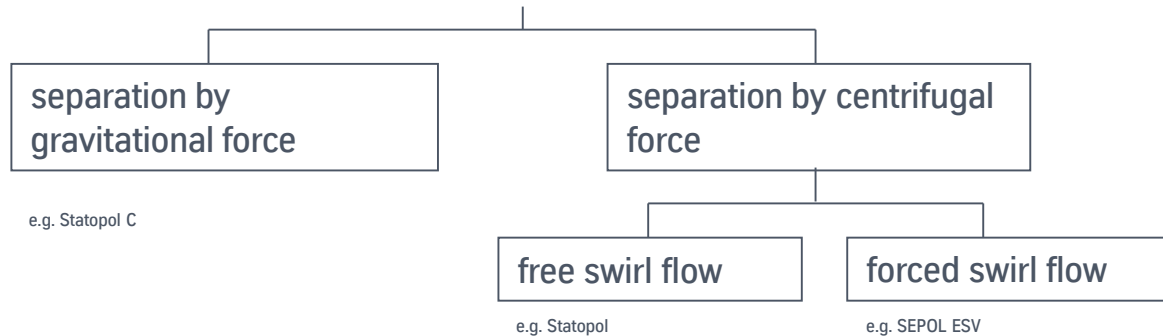 separation by
gravitational force
separation by centrifugal
force
e.g. Statopol C
free swirl flow
forced swirl flow
e.g. Statopol
e.g. SEPOL ESV